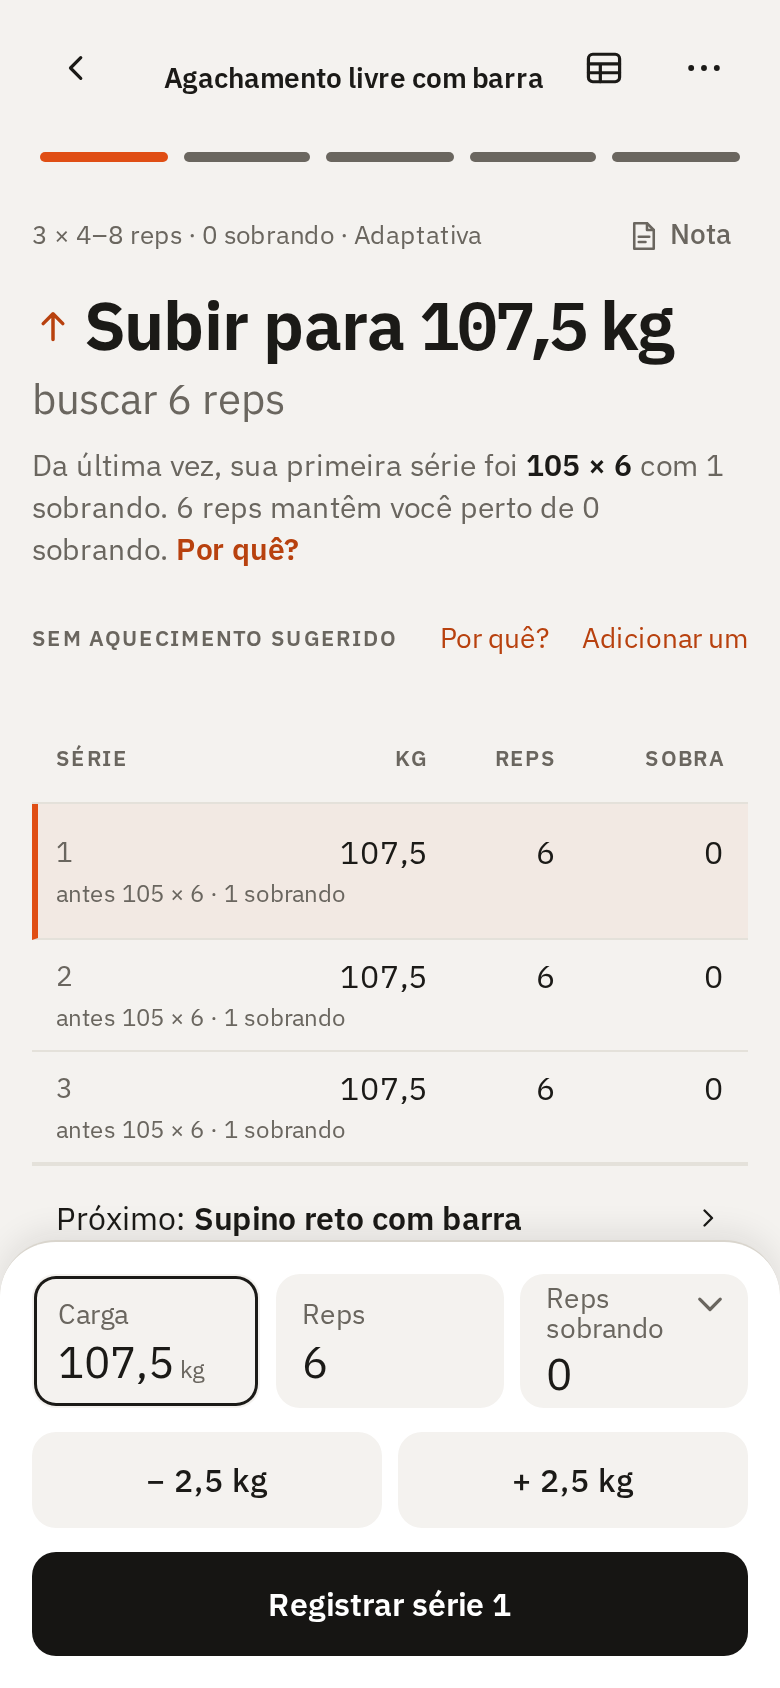 Agachamento livre com barra
3 × 4–8 reps · 0 sobrando · Adaptativa
Nota
↑ Subir para 107,5 kg
buscar 6 reps
Da última vez, sua primeira série foi 105 × 6 com 1
sobrando. 6 reps mantêm você perto de 0
sobrando. Por quê?
SEM AQUECIMENTO SUGERIDO Por quê? Adicionar um
SÉRIE KG REPS SOBRA
1 107,5 6 0
antes 105 × 6 · 1 sobrando
2 107,5 6 0
antes 105 × 6 · 1 sobrando
3 107,5 6 0
antes 105 × 6 · 1 sobrando
Próximo: Supino reto com barra
Carga
107,5 kg
Reps
6
Reps
sobrando
0
– 2,5 kg
+ 2,5 kg
Registrar série 1